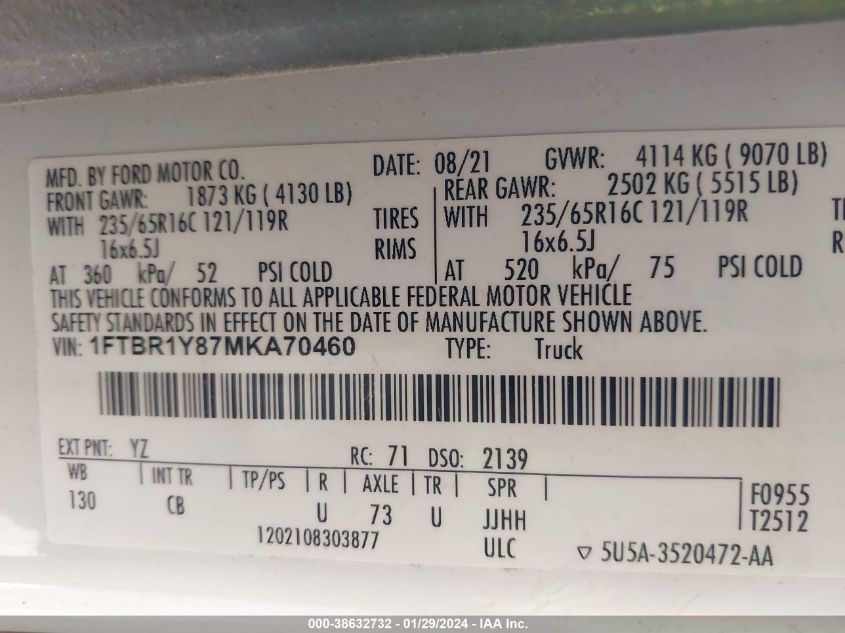 MFD. BY FORD MOTOR CO. DATE: 08/21 GVWR: 4114 KG ( 9070 LB)
FRONT GAWR: 1873 KG ( 4130 LB) REAR GAWR: 2502 KG ( 5515 LB)
WITH 235/65R16C 121/119R TIRES WITH 235/65R16C 121/119R
16x6.5J RIMS 16x6.5J
AT 360 kPa/ 52 PSI COLD AT 520 kPa/ 75 PSI COLD
THIS VEHICLE CONFORMS TO ALL APPLICABLE FEDERAL MOTOR VEHICLE
SAFETY STANDARDS IN EFFECT ON THE DATE OF MANUFACTURE SHOWN ABOVE.
VIN: 1FTBR1Y87MKA70460 TYPE: Truck
EXT PNT: YZ RC: 71 DSO: 2139
WB INT TR TP/PS R AXLE TR SPR F0955
130 CB U 73 U JJHH T2512
1202108303877 ULC ▽ 5U5A-3520472-AA
000-38632732 - 01/29/2024 - IAA Inc.